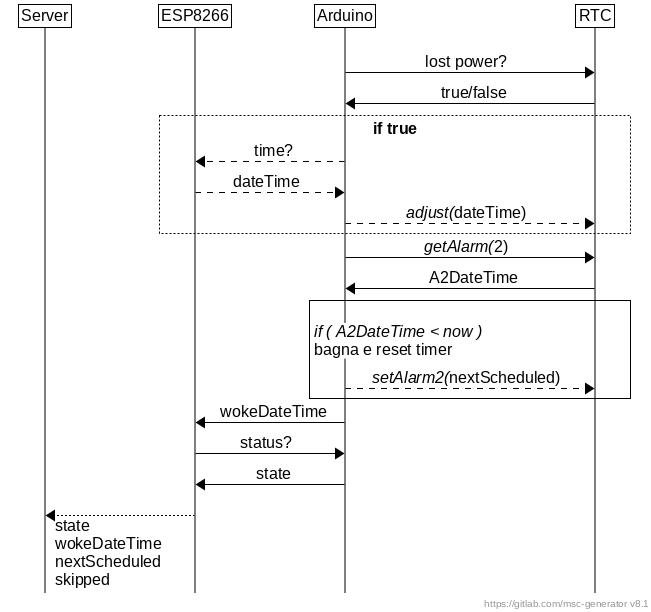 Server ESP8266 Arduino RTC
lost power?
true/false
if true
time?
dateTime
adjust(dateTime)
getAlarm(2)
A2DateTime
if ( A2DateTime < now )
bagna e reset timer
setAlarm2(nextScheduled)
wokeDateTime
status?
state
state
wokeDateTime
nextScheduled
skipped
https://gitlab.com/msc-generator v8.1